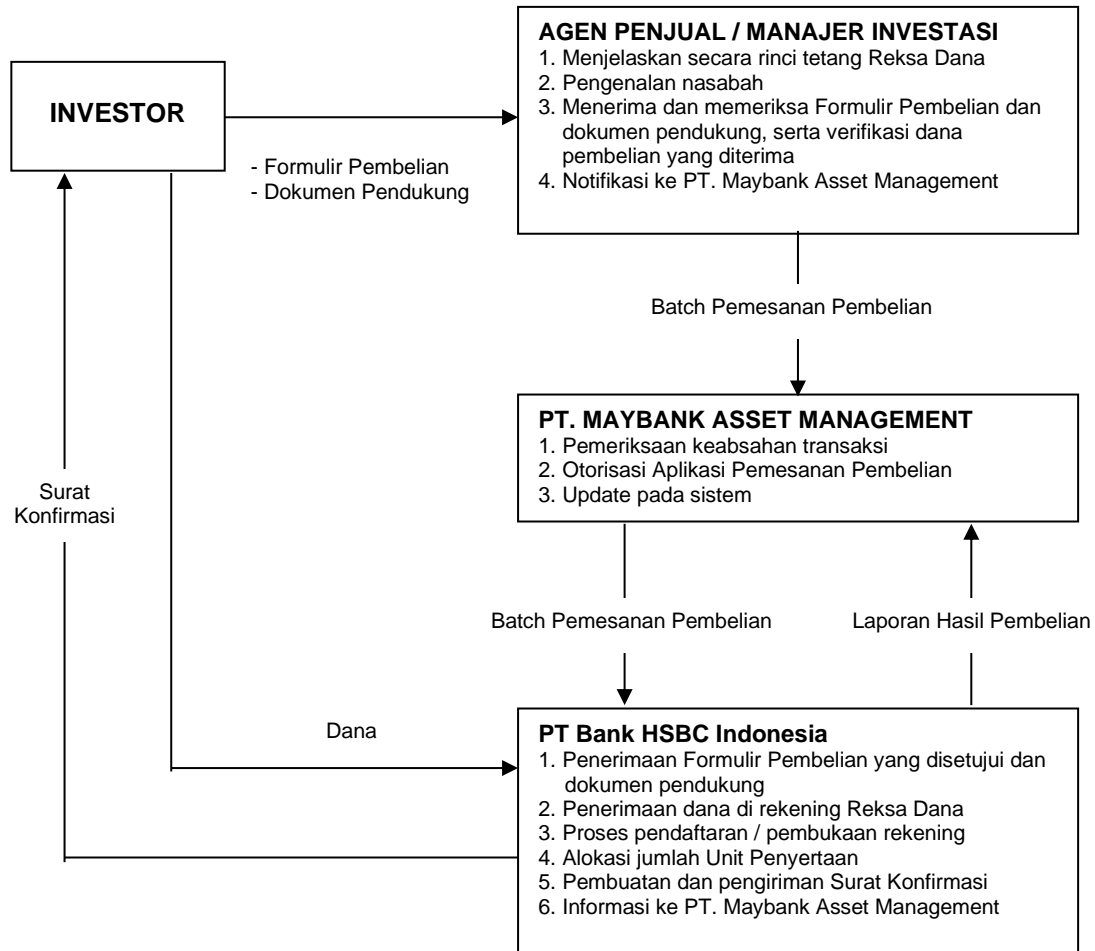 AGEN PENJUAL / MANAJER INVESTASI
1. Menjelaskan secara rinci tetang Reksa Dana
2. Pengenalan nasabah
3. Menerima dan memeriksa Formulir Pembelian dan
dokumen pendukung, serta verifikasi dana
pembelian yang diterima
4. Notifikasi ke PT. Maybank Asset Management
INVESTOR
- Formulir Pembelian
- Dokumen Pendukung
Batch Pemesanan Pembelian
PT. MAYBANK ASSET MANAGEMENT
1. Pemeriksaan keabsahan transaksi
2. Otorisasi Aplikasi Pemesanan Pembelian
3. Update pada sistem
Surat
Konfirmasi
Batch Pemesanan Pembelian
Laporan Hasil Pembelian
Dana
PT Bank HSBC Indonesia
1. Penerimaan Formulir Pembelian yang disetujui dan
dokumen pendukung
2. Penerimaan dana di rekening Reksa Dana
3. Proses pendaftaran / pembukaan rekening
4. Alokasi jumlah Unit Penyertaan
5. Pembuatan dan pengiriman Surat Konfirmasi
6. Informasi ke PT. Maybank Asset Management